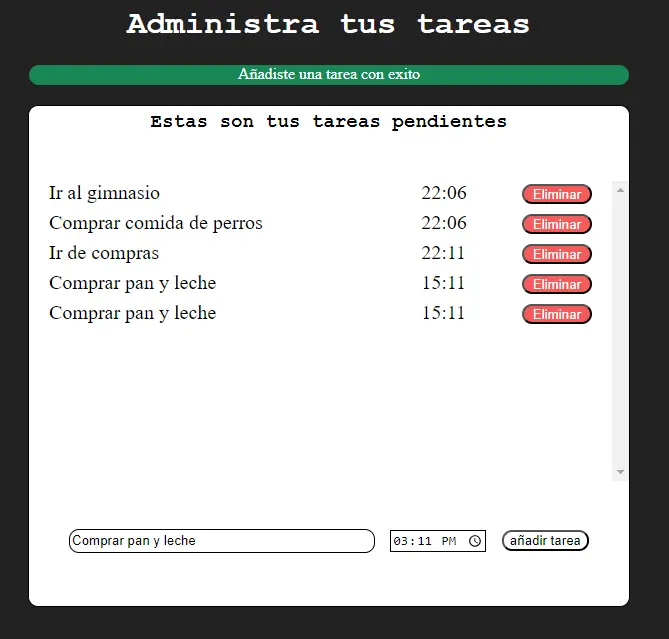 Administra tus tareas
Añadiste una tarea con exito
Estas son tus tareas pendientes
Ir al gimnasio 22:06 Eliminar
Comprar comida de perros 22:06 Eliminar
Ir de compras 22:11 Eliminar
Comprar pan y leche 15:11 Eliminar
Comprar pan y leche 15:11 Eliminar
Comprar pan y leche 03:11 PM añadir tarea